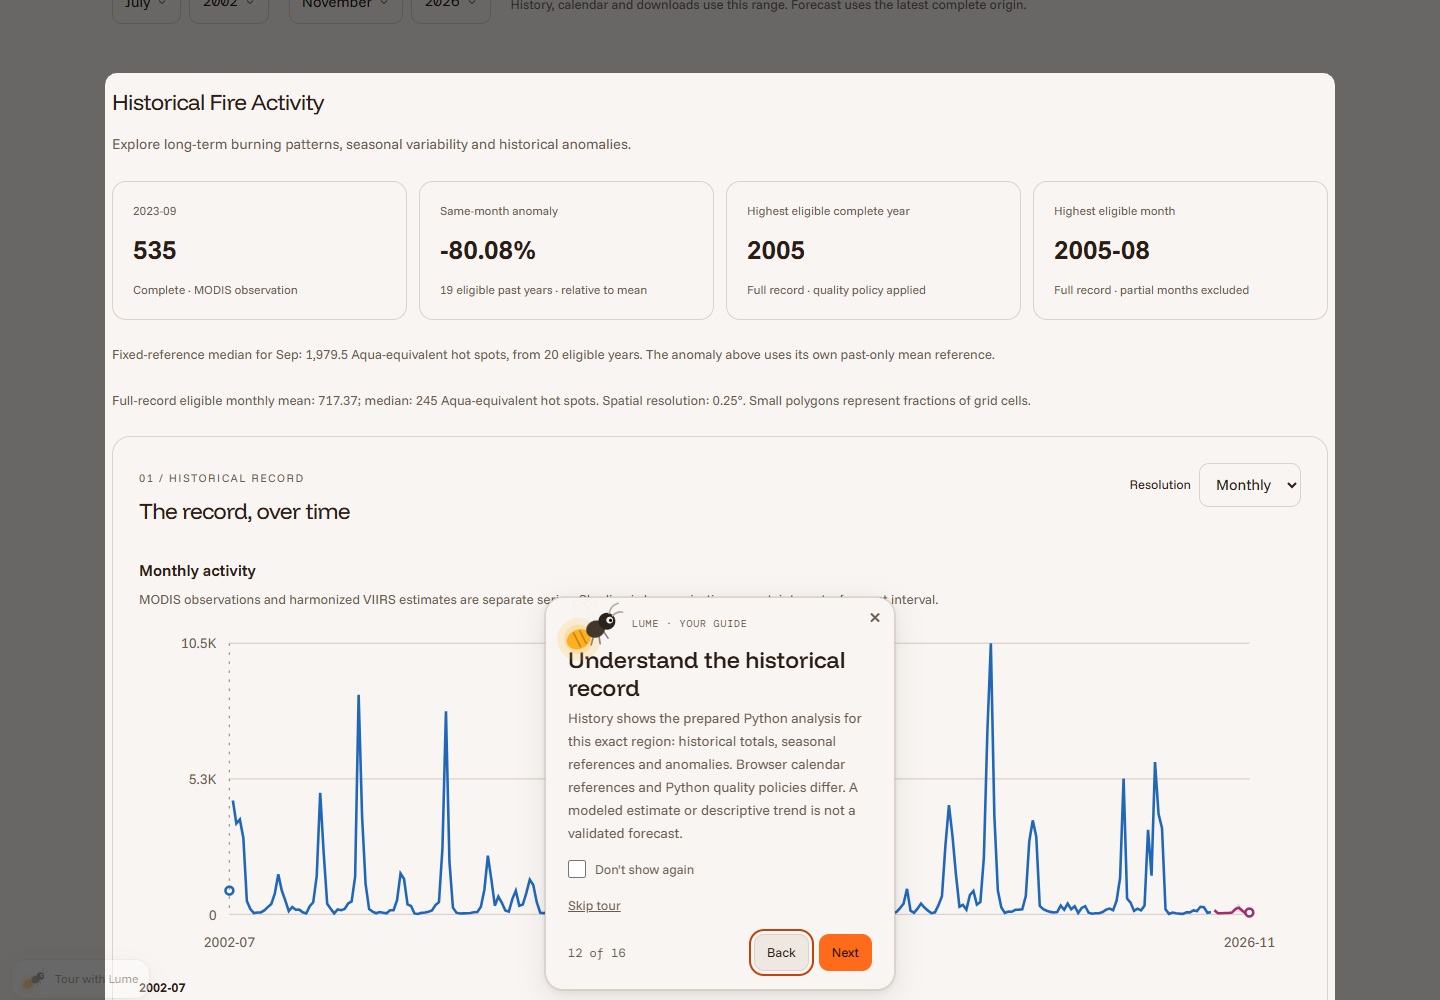 July 2002 November 2026 History, calendar and downloads use this range. Forecast uses the latest complete origin.
Historical Fire Activity
Explore long-term burning patterns, seasonal variability and historical anomalies.
2023-09
535
Complete · MODIS observation
Same-month anomaly
-80.08%
19 eligible past years · relative to mean
Highest eligible complete year
2005
Full record · quality policy applied
Highest eligible month
2005-08
Full record · partial months excluded
Fixed-reference median for Sep: 1,979.5 Aqua-equivalent hot spots, from 20 eligible years. The anomaly above uses its own past-only mean reference.
Full-record eligible monthly mean: 717.37; median: 245 Aqua-equivalent hot spots. Spatial resolution: 0.25°. Small polygons represent fractions of grid cells.
01 / HISTORICAL RECORD
The record, over time
Resolution Monthly
Monthly activity
MODIS observations and harmonized VIIRS estimates are separate interval.
10.5K
5.3K
0
2002-07
2026-11
LUME · YOUR GUIDE
×
Understand the historical
record
History shows the prepared Python analysis for
this exact region: historical totals, seasonal
references and anomalies. Browser calendar
references and Python quality policies differ. A
modeled estimate or descriptive trend is not a
validated forecast.
Don't show again
Skip tour
12 of 16
Back
Next
Tour with Lume
2002-07